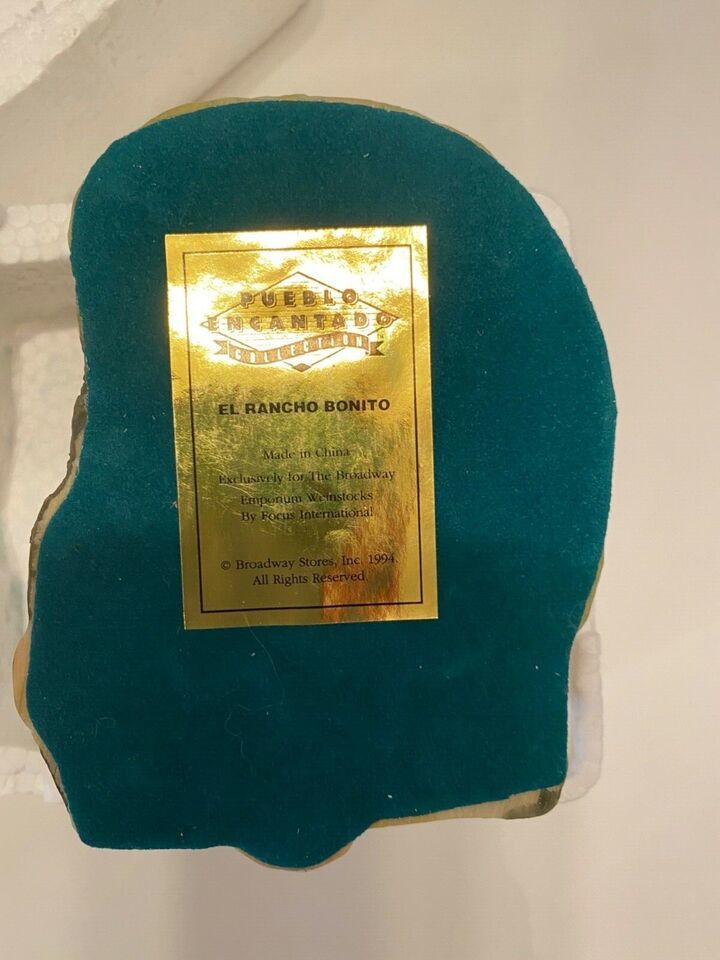 PUEBLO
ENCANTADO
EL RANCHO BONITO
Made in China
Exclusively for The Broadway
Emporium Weinstocks
By Focus International
© Broadway Stores, Inc. 1994.
All Rights Reserved